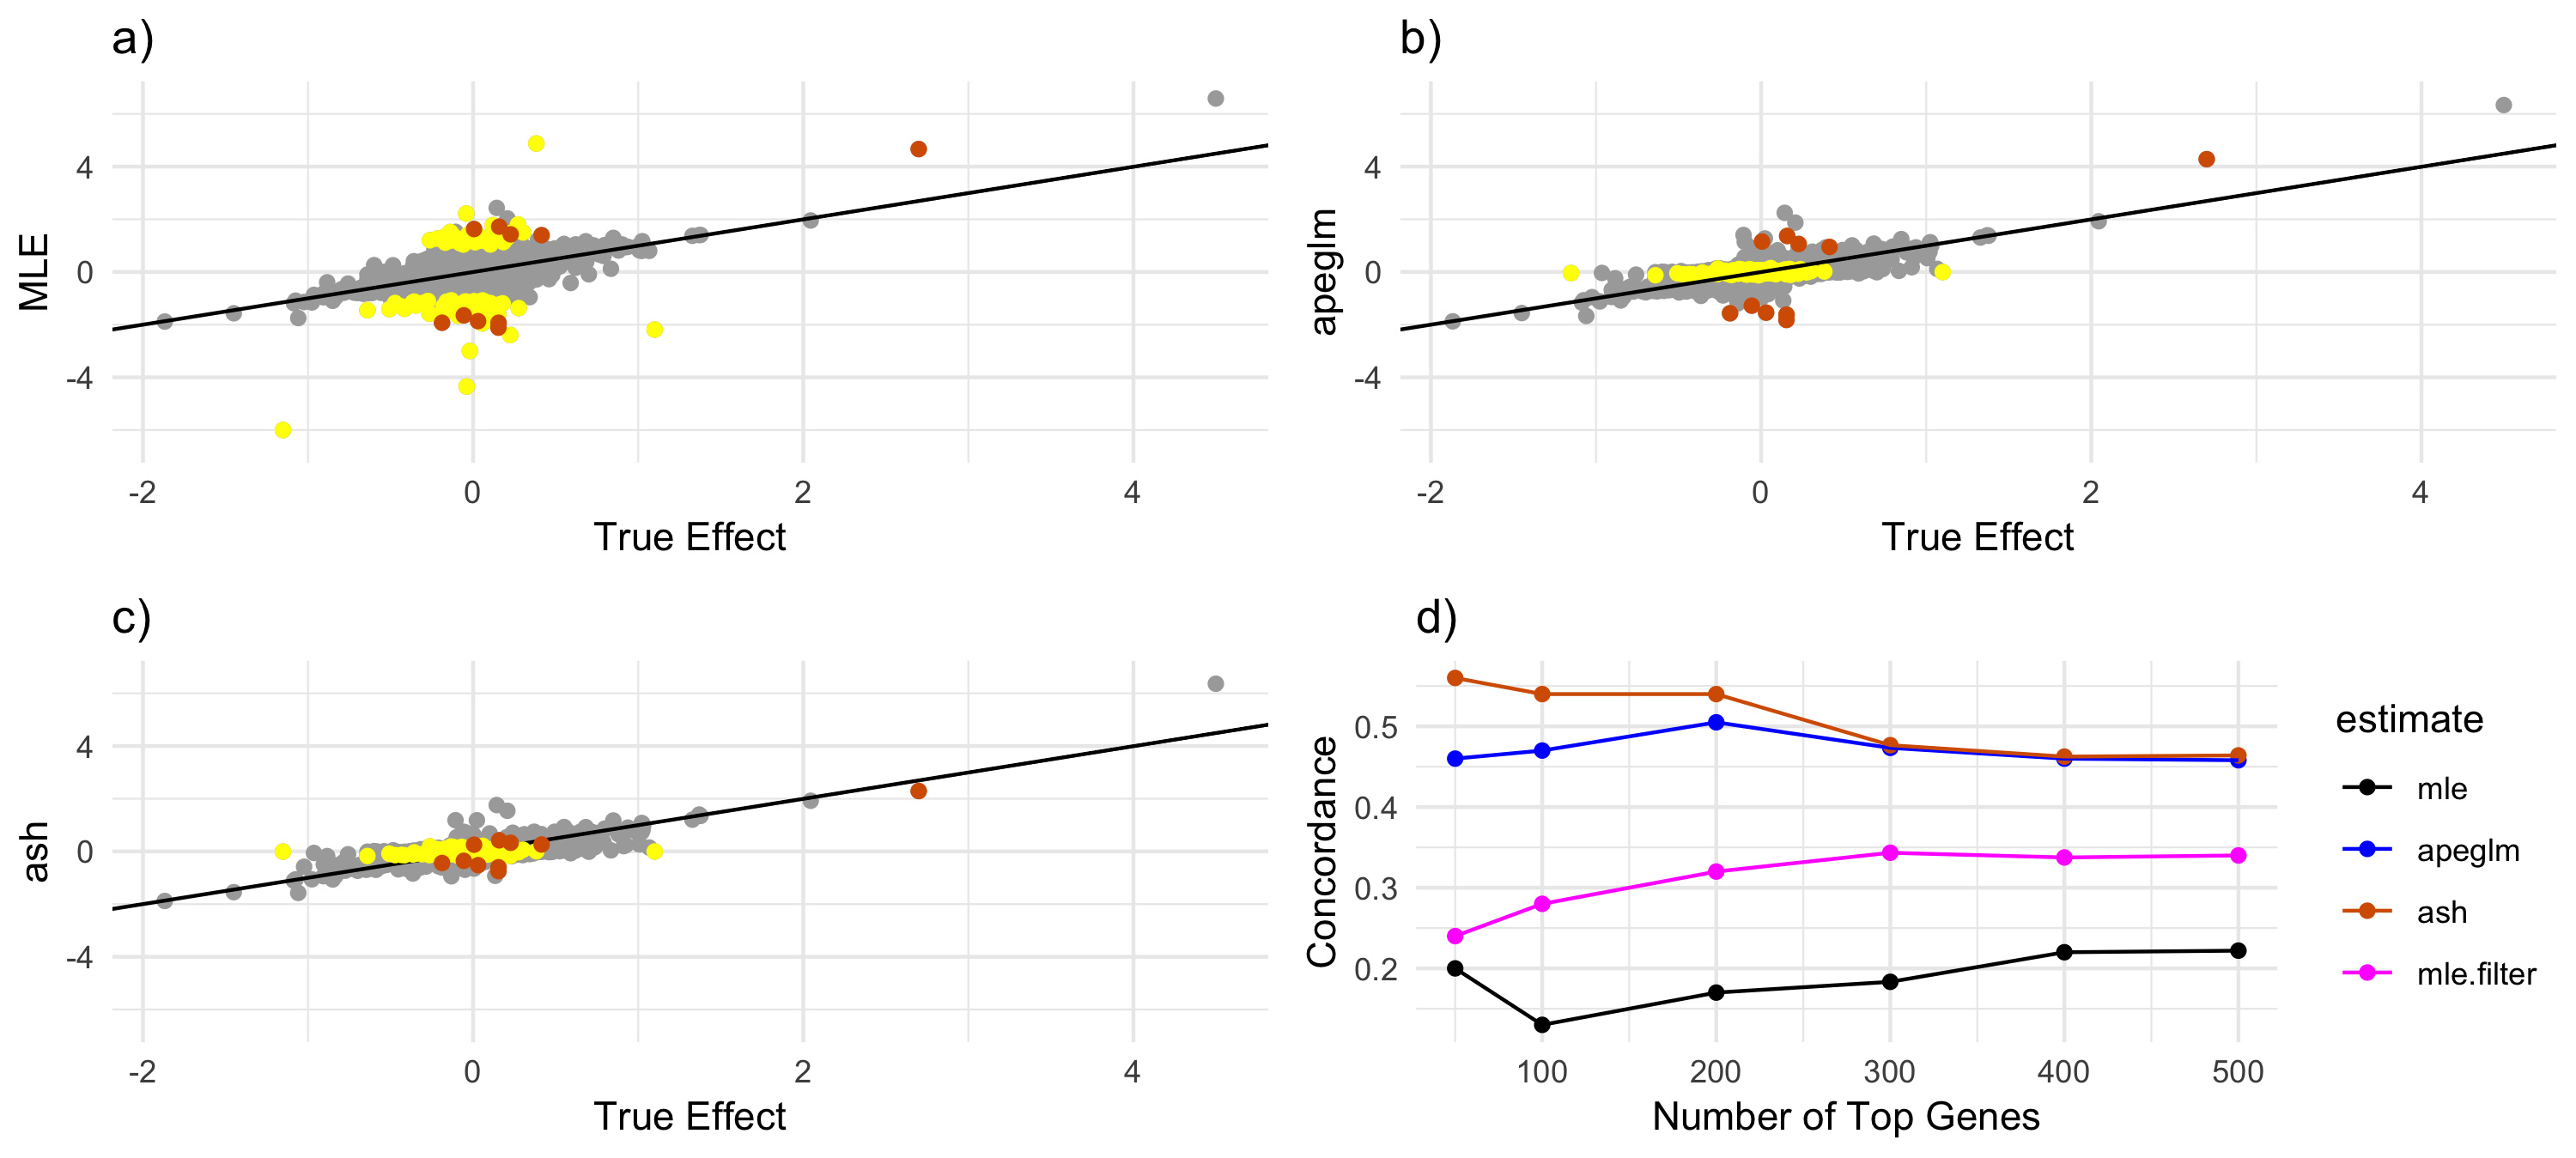 a)
MLE
4
0
-4
-2 0 2 4
True Effect
b)
apeglm
4
0
-4
-2 0 2 4
True Effect
c)
ash
4
0
-4
-2 0 2 4
True Effect
d)
Concordance
0.5
0.4
0.3
0.2
100 200 300 400 500
Number of Top Genes
estimate
mle
apeglm
ash
mle.filter